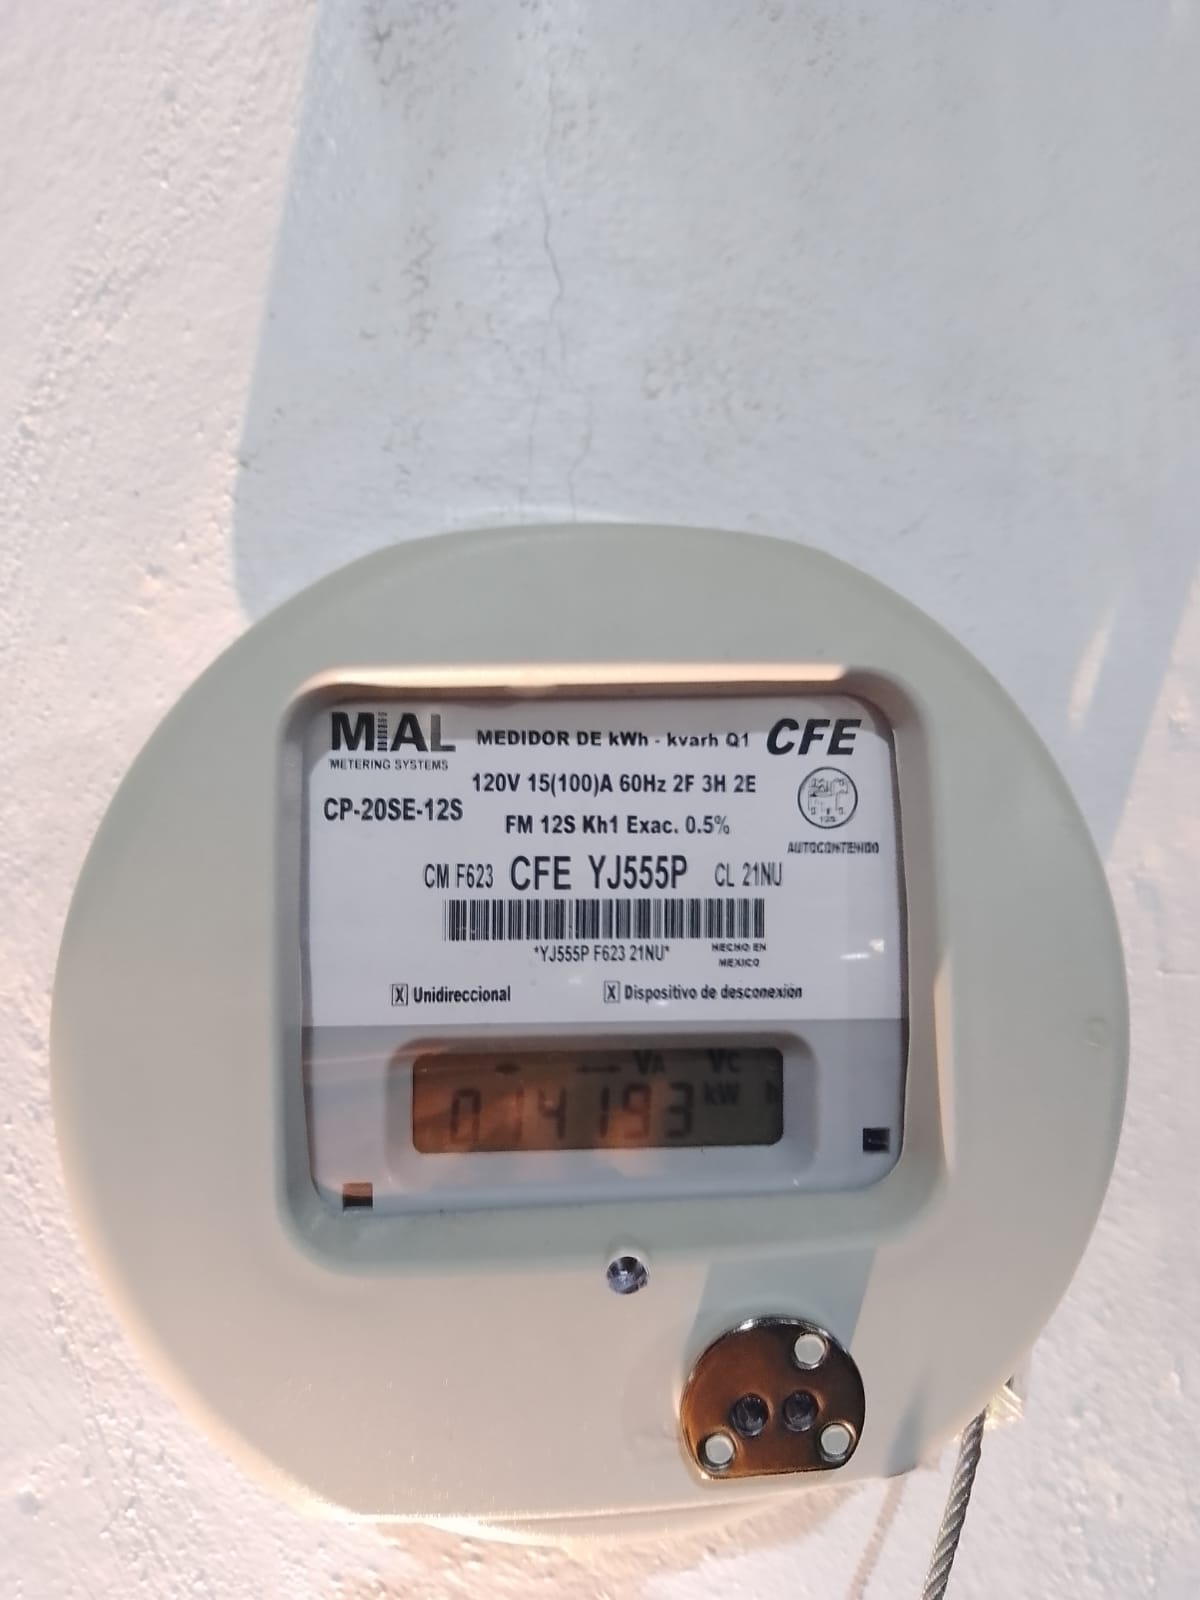 MIAL
METERING SYSTEMS
MEDIDOR DE kWh - kvarh Q1
CFE
120V 15(100)A 60Hz 2F 3H 2E
CP-20SE-12S
FM 12S Kh1 Exac. 0.5%
12S
AUTOCONTENIDO
CM F623 CFE YJ555P CL 21NU
*YJ555P F623 21NU*
HECHO EN
MEXICO
X Unidireccional
X Dispositivo de desconexión
VA VC
014193 kW h